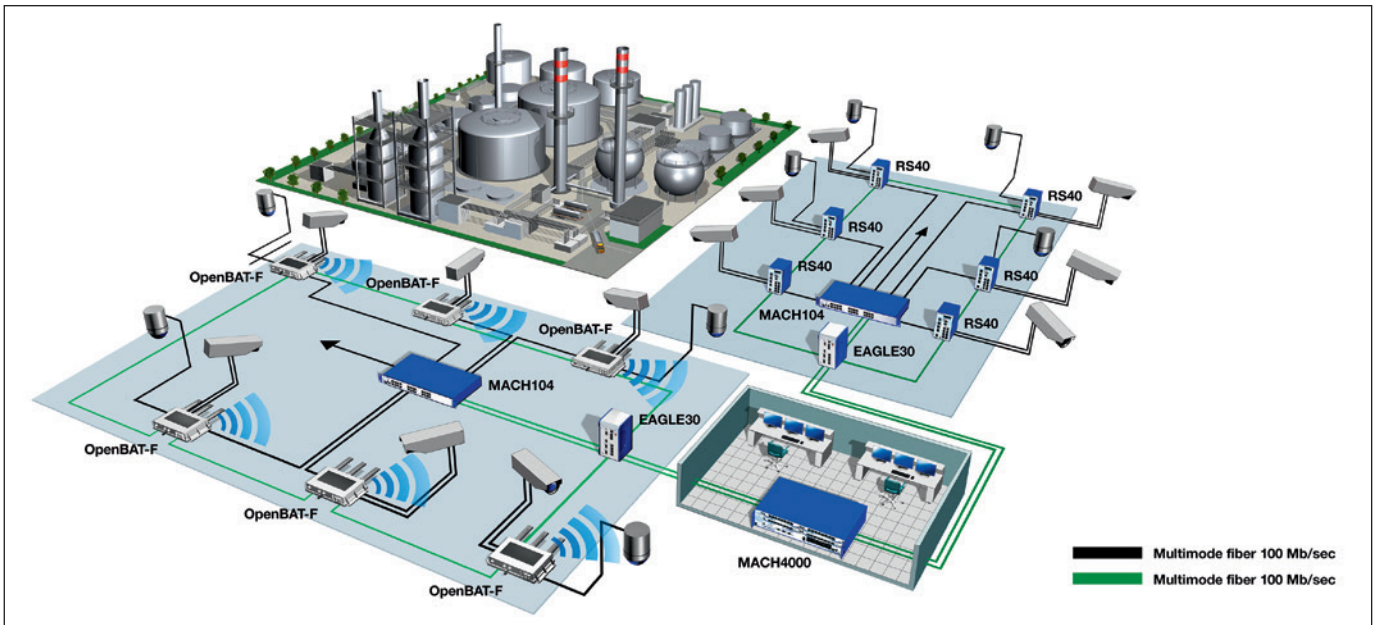 RS40
RS40
RS40
OpenBAT-F
OpenBAT-F
RS40
RS40
MACH104
OpenBAT-F
RS40
EAGLE30
MACH104
EAGLE30
OpenBAT-F
OpenBAT-F
MACH4000
OpenBAT-F
Multimode fiber 100 Mb/sec
Multimode fiber 100 Mb/sec